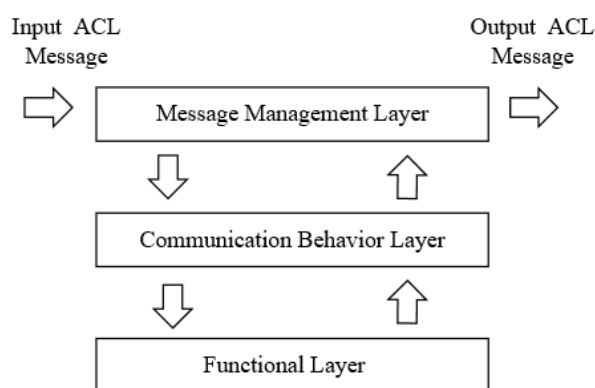 Input ACL
Message
Output ACL
Message
Message Management Layer
Communication Behavior Layer
Functional Layer